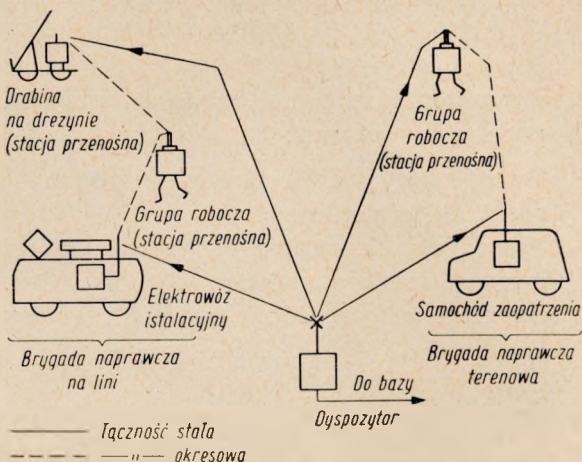 Drabina
na drezynie
(stacja przenośna)
Grupa robocza
(stacja przenośna)
Elektrowóz
istalacyjny
Brygada naprawcza
na lini
Grupa
robocza
(stacja przenośna)
Samochód zaopatrzenia
Brygada naprawcza
terenowa
Do bazy
Dyspozytor
łączność stała
—„— okresowa